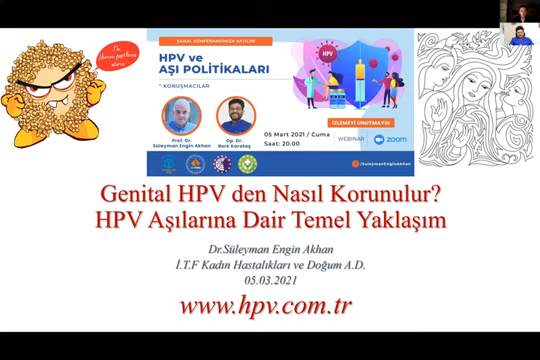 SANAL KONFERANSIMIZA KATILIN!
HPV ve
AŞI POLİTİKALARI
* KONUŞMACILAR
Prof. Dr.
Süleyman Engin Akhan
Op. Dr.
Berk Karataş
HPV
İZLEMEYİ UNUTMAYIN
05 Mart 2021 / Cuma
Saat: 20.00
WEBINAR
zoom
/SuleymanEnginAkhan
Genital HPV den Nasıl Korunulur?
HPV Aşılarına Dair Temel Yaklaşım
Dr.Süleyman Engin Akhan
İ.T.F Kadın Hastalıkları ve Doğum A.D.
05.03.2021
www.hpv.com.tr